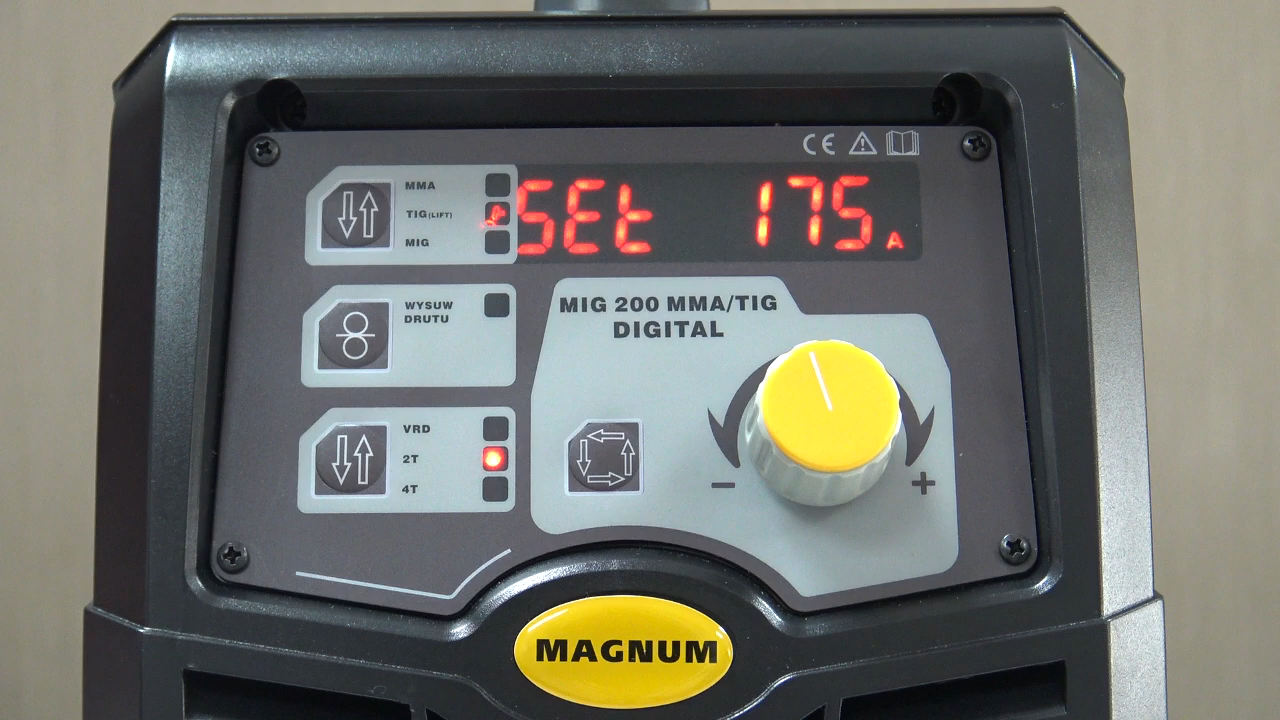 CE
MMA
TIG(LIFT)
MIG
SEt 175 A
WYSUW
DRUTU
MIG 200 MMA/TIG
DIGITAL
VRD
2T
4T
- +
MAGNUM